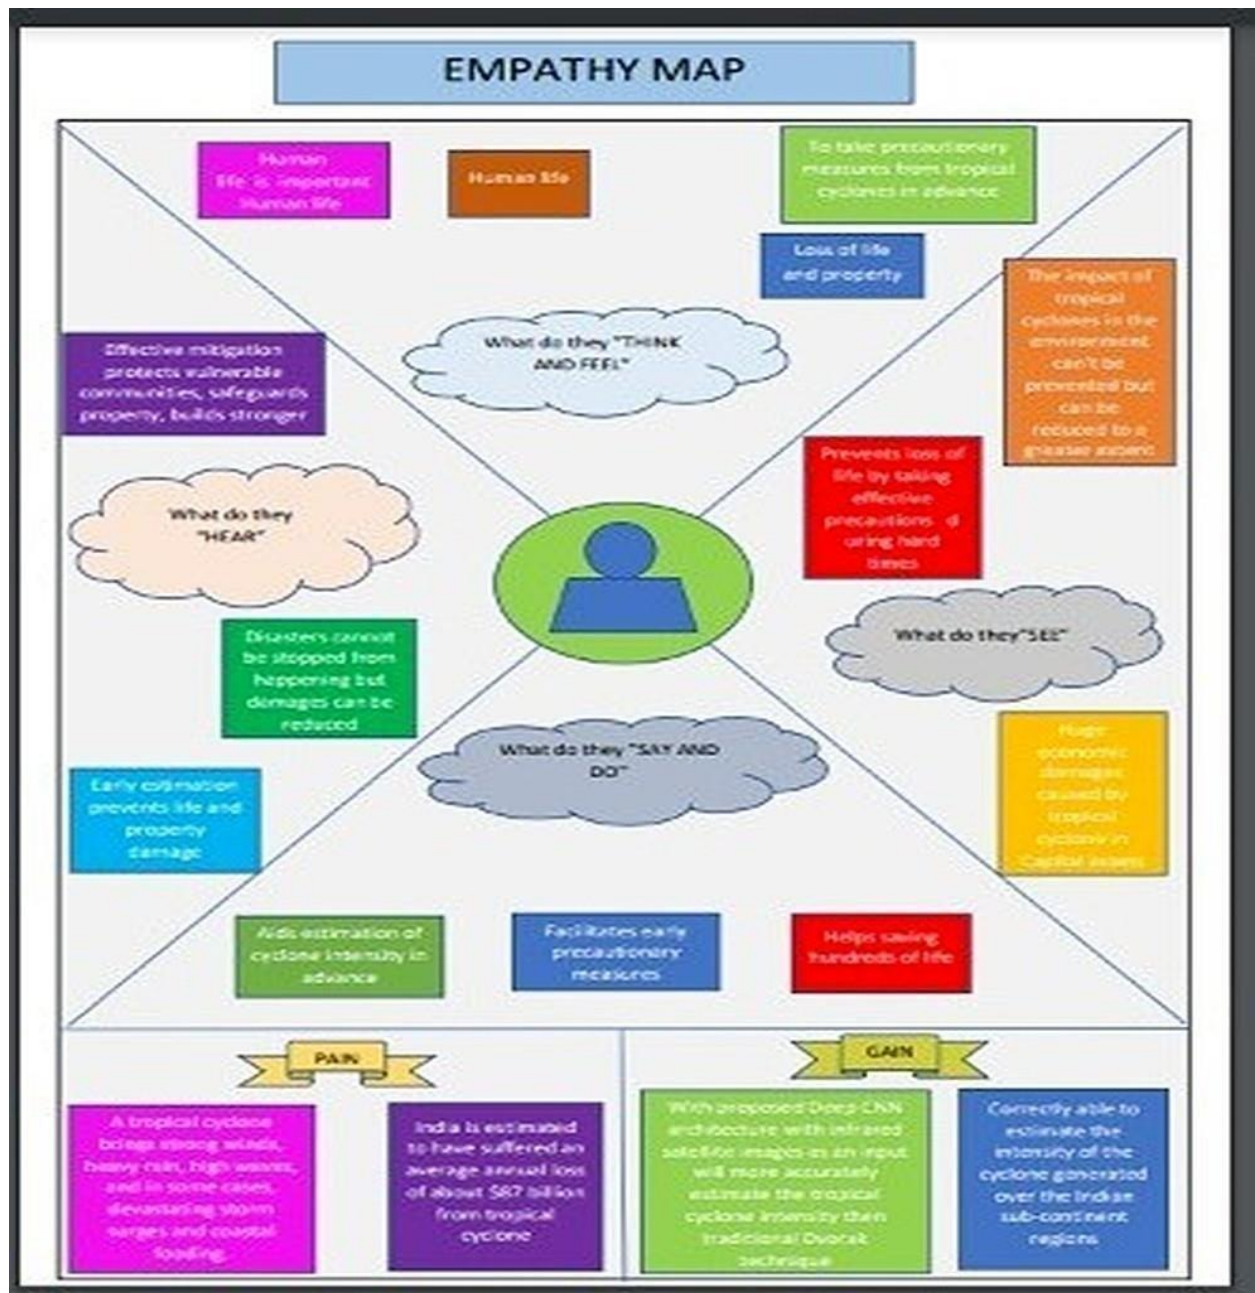 EMPATHY MAP
Human
life is important
Human life
Human life
To take precautionary
measures from tropical
cyclones in advance
Loss of life
and property
What do they "THINK
AND FEEL"
The impact of
tropical
cyclones in the
environment
can't be
prevented but
can be
reduced to a
greater extent
Effective mitigation
protects vulnerable
communities, safeguards
property, builds stronger
What do they
"HEAR"
Prevents loss of
life by taking
effective
precautions d
uring hard
times
What do they"SEE"
Disasters cannot
be stopped from
happening but
damages can be
reduced
What do they "SAY AND
DO"
Early estimation
prevents life and
property
damage
Huge
economic
damages
caused by
tropical
cyclone in
Capital assets
Aids estimation of
cyclone intensity in
advance
Facilitates early
precautionary
measures
Helps saving
hundreds of life
PAIN
A tropical cyclone
brings strong winds,
heavy rain, high waves,
and in some cases,
devastating storm
surges and coastal
India is estimated
to have suffered an
average annual loss
of about $87 billion
from tropical
cyclone
GAIN
With proposed Deep CNN
architecture with infrared
satellite images as an input
will more accurately
estimate the tropical
cyclone intensity then
traditional Dvorak
technique
Correctly able to
estimate the
intensity of the
cyclone generated
over the Indian
sub-continent
regions